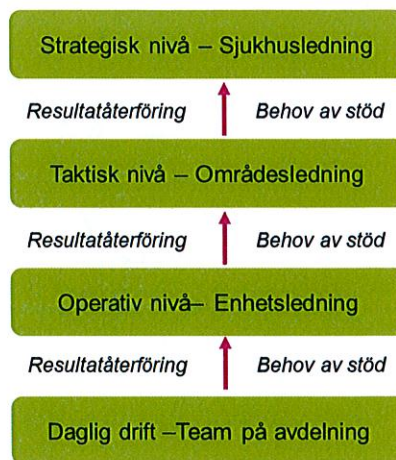 Strategisk nivå – Sjukhusledning
Resultatåterföring Behov av stöd
Taktisk nivå – Områdesledning
Resultatåterföring Behov av stöd
Operativ nivå– Enhetsledning
Resultatåterföring Behov av stöd
Daglig drift –Team på avdelning